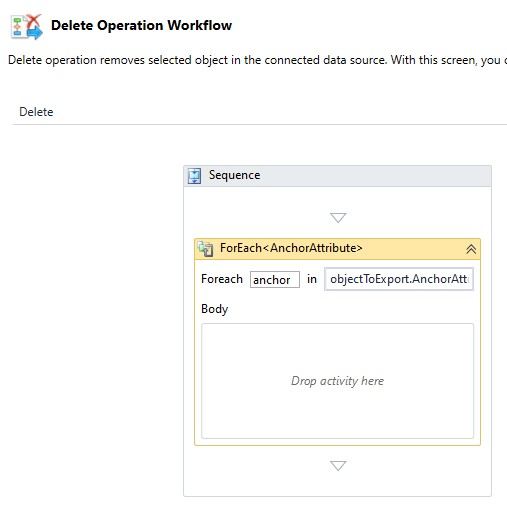 Delete Operation Workflow
Delete operation removes selected object in the connected data source. With this screen, you
Delete
Sequence
ForEach<AnchorAttribute>
Foreach anchor in objectToExport.AnchorAtt
Body
Drop activity here